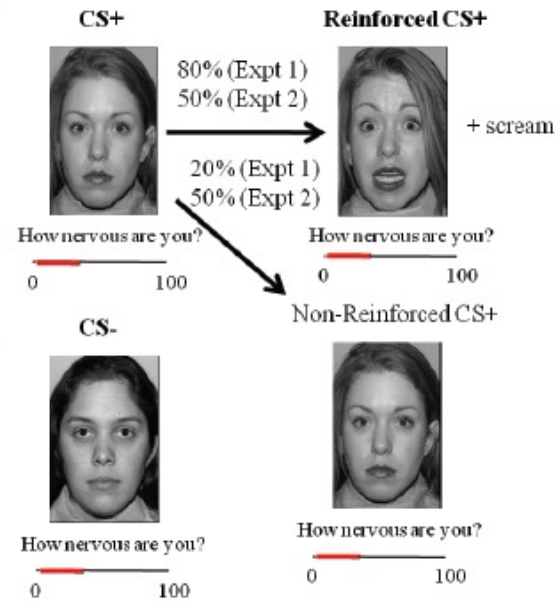 CS+
Reinforced CS+
80% (Expt 1)
50% (Expt 2)
+ scream
20% (Expt 1)
50% (Expt 2)
How nervous are you?
0 100
How nervous are you?
0 100
Non-Reinforced CS+
CS-
How nervous are you?
0 100
How nervous are you?
0 100